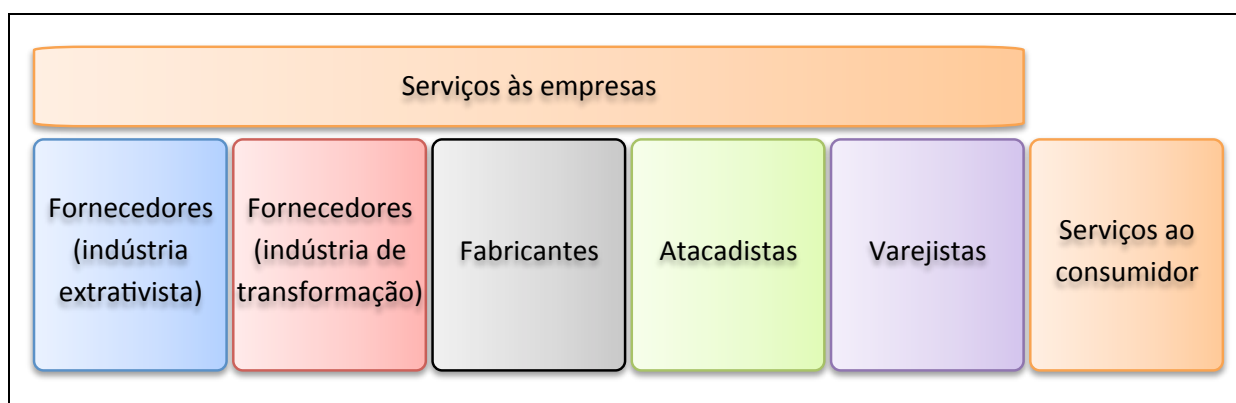 Serviços às empresas
Fornecedores
(indústria
extrativista)
Fornecedores
(indústria de
transformação)
Fabricantes
Atacadistas
Varejistas
Serviços ao
consumidor